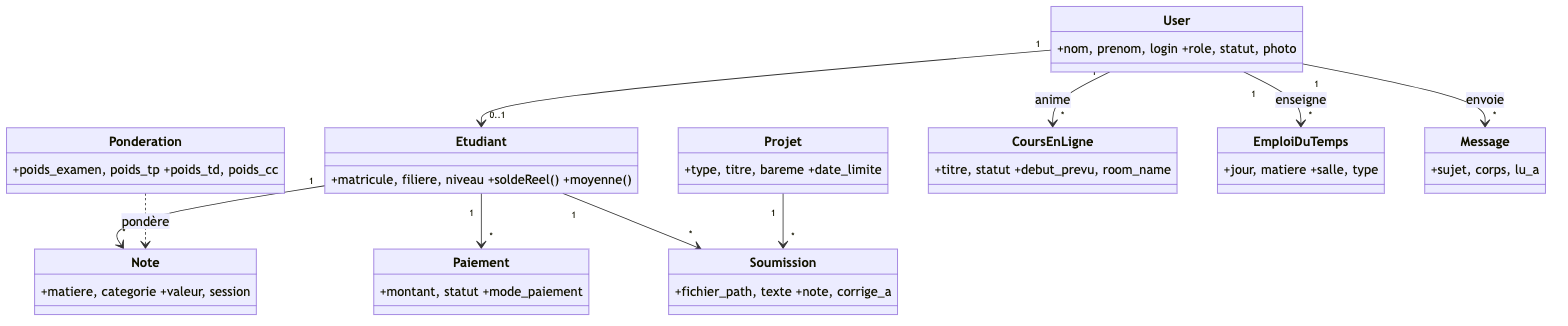 User
+nom, prenom, login +role, statut, photo
1
1
1
1
1
0..1
anime
*
enseigne
*
envoie
*
Ponderation
+poids_examen, poids_tp +poids_td, poids_cc
Etudiant
+matricule, filiere, niveau +soldeReel() +moyenne()
Projet
+type, titre, bareme +date_limite
CoursEnLigne
+titre, statut +debut_prevu, room_name
EmploiDuTemps
+jour, matiere +salle, type
Message
+sujet, corps, lu_a
1
1
1
1
pondère
*
*
*
*
Note
+matiere, categorie +valeur, session
Paiement
+montant, statut +mode_paiement
Soumission
+fichier_path, texte +note, corrige_a